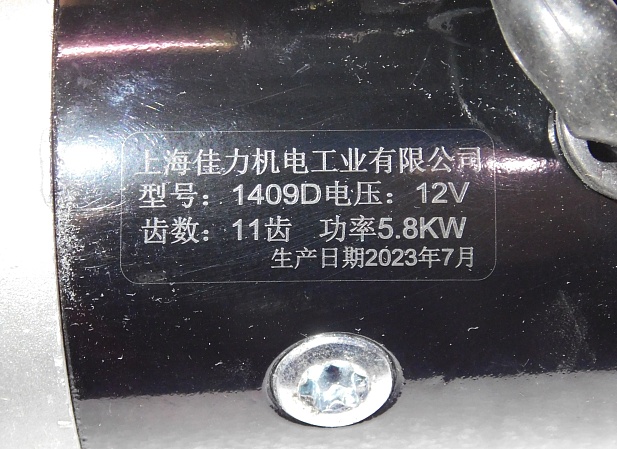 上海佳力机电工业有限公司
型号：1409D电压：12V
齿数：11齿 功率5.8KW
生产日期2023年7月